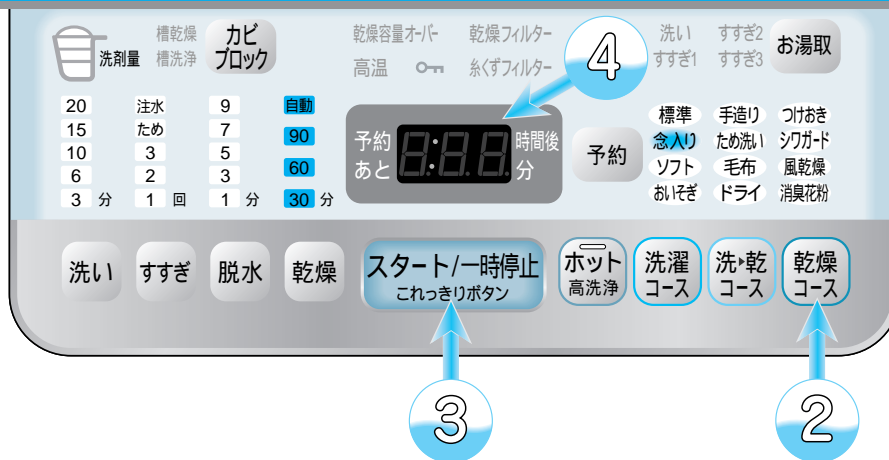 洗剤量
槽乾燥
槽洗浄
カビ
ブロック
乾燥容量オーバー
高温
乾燥フィルター
糸くずフィルター
④
洗い
すすぎ1
すすぎ2
すすぎ3
お湯取
20
15
10
6
3 分
注水
ため
3
2
1 回
9
7
5
3
1 分
自動
90
60
30 分
予約
あと
8:88
時間後
分
予約
標準
念入り
ソフト
おいそぎ
手造り
ため洗い
毛布
ドライ
つけおき
シワガード
風乾燥
消臭花粉
洗い
すすぎ
脱水
乾燥
スタート/一時停止
これっきりボタン
ホット
高洗浄
洗濯
コース
洗▸乾
コース
乾燥
コース
③
②